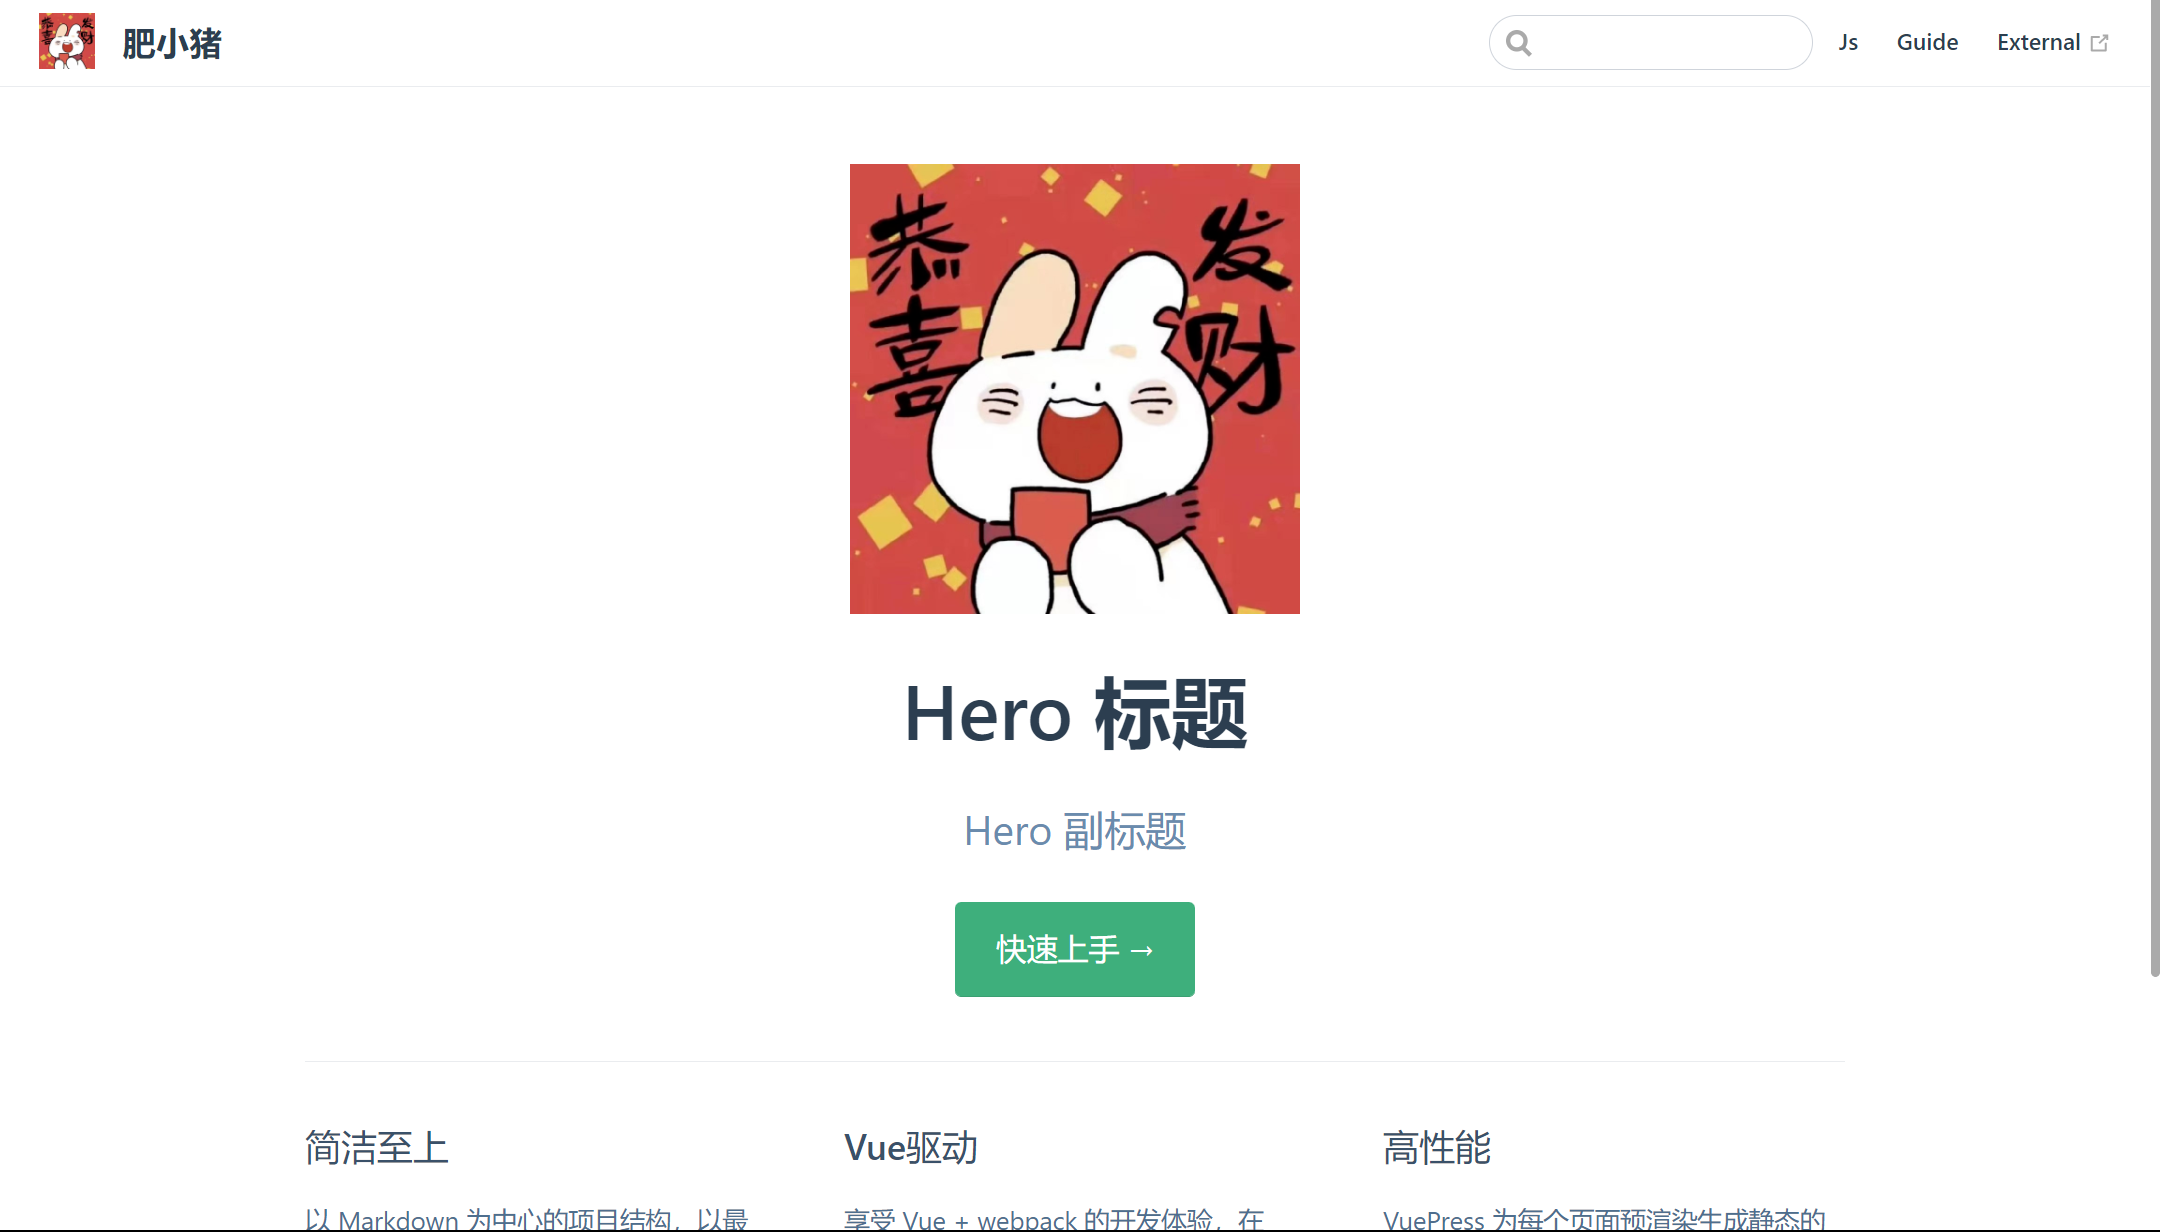 肥小猪
Js Guide External
恭喜
发财
Hero 标题
Hero 副标题
快速上手 →
简洁至上 Vue驱动 高性能
以 Markdown 为中心的项目结构，以最 享受 Vue + webpack 的开发体验，在 VuePress 为每个页面预渲染生成静态的